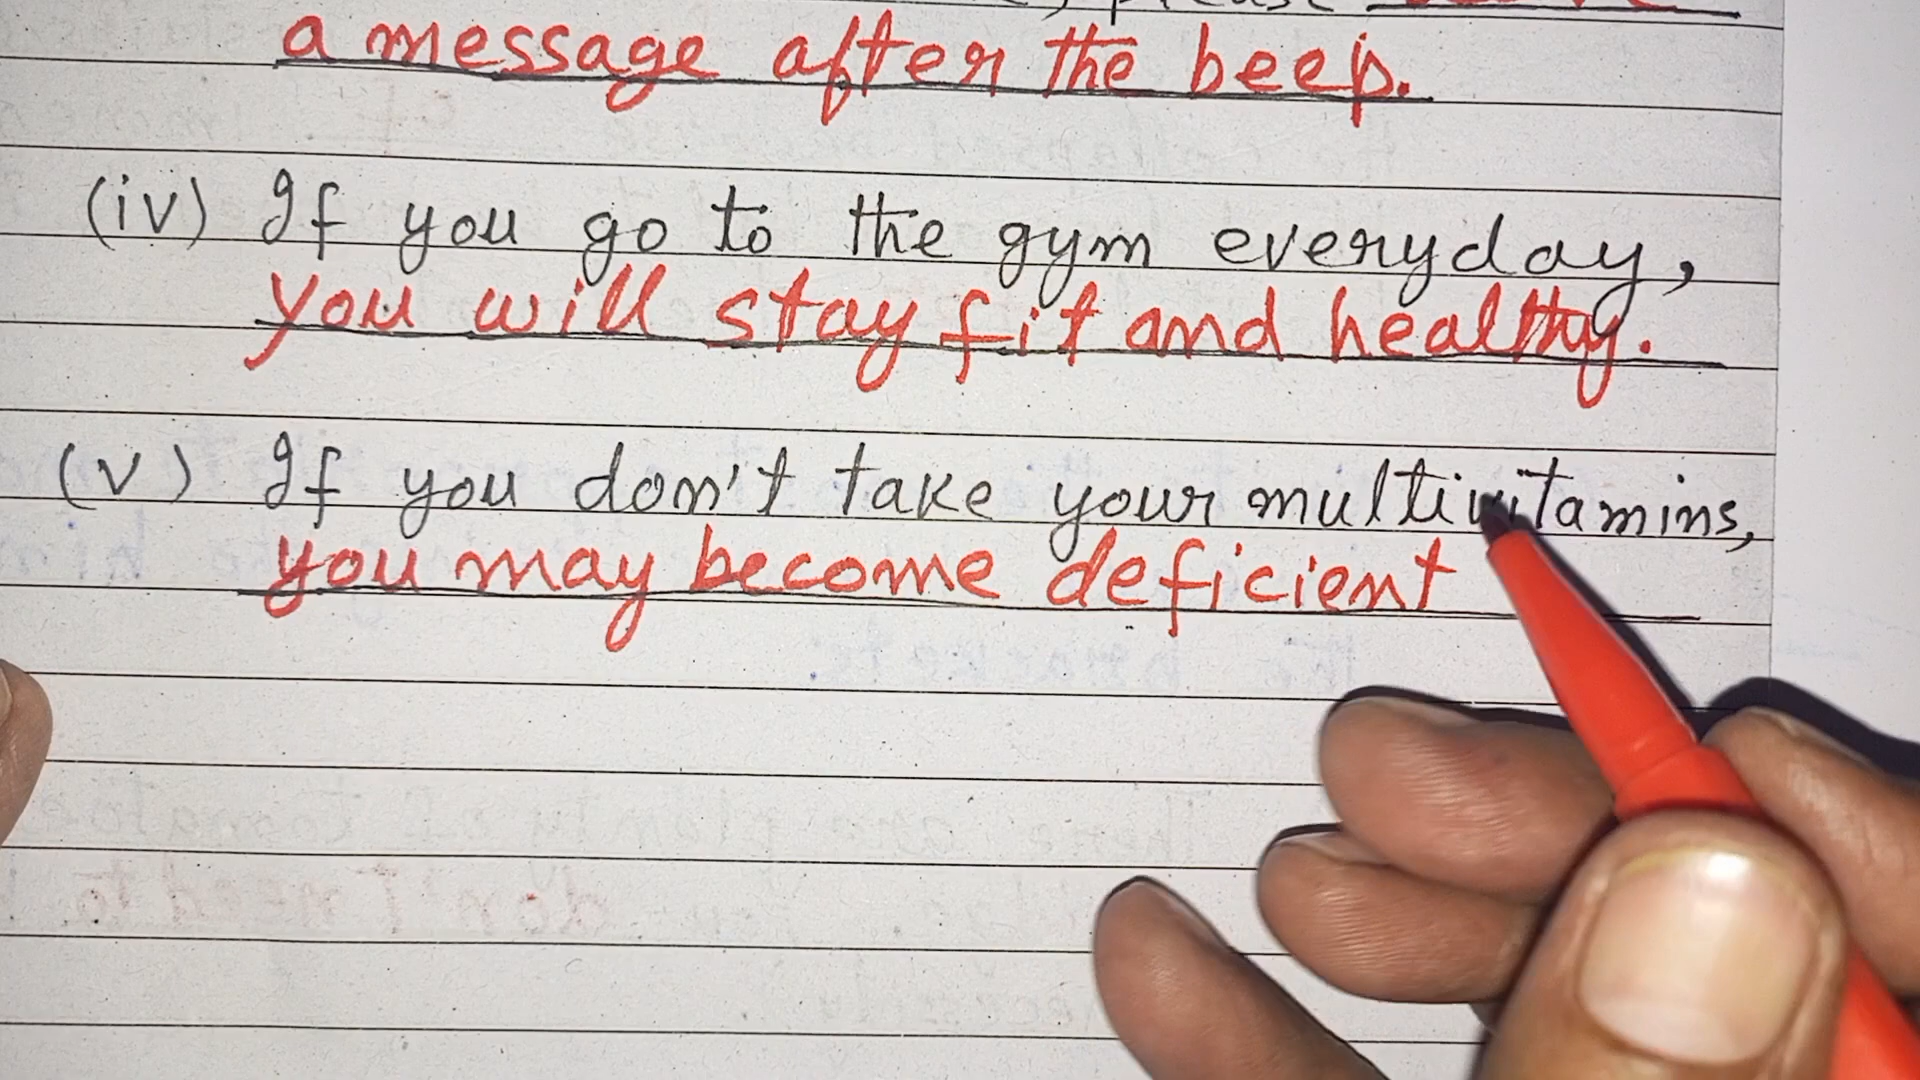 a message after the beep.
(iv) If you go to the gym everyday,
you will stay fit and healthy.
(v) If you don't take your multivitamins,
you may become deficient